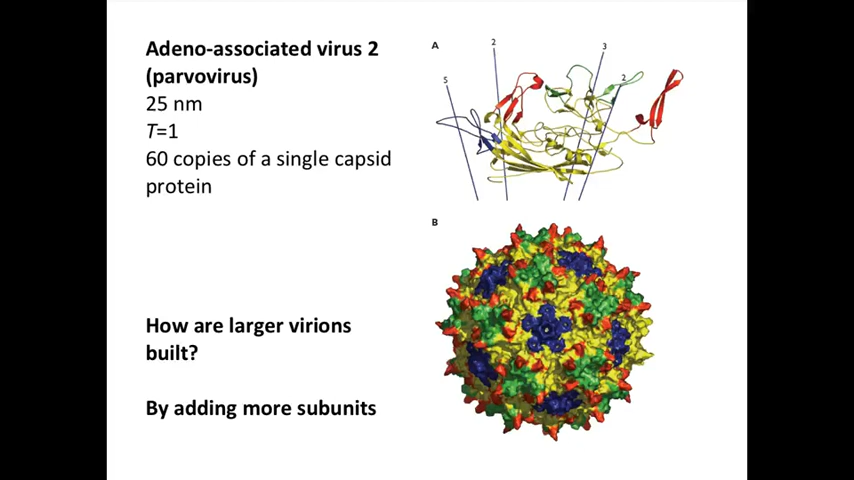 Adeno-associated virus 2
(parvovirus)
25 nm
T=1
60 copies of a single capsid
protein
How are larger virions
built?
By adding more subunits
A
2
3
5
2
B